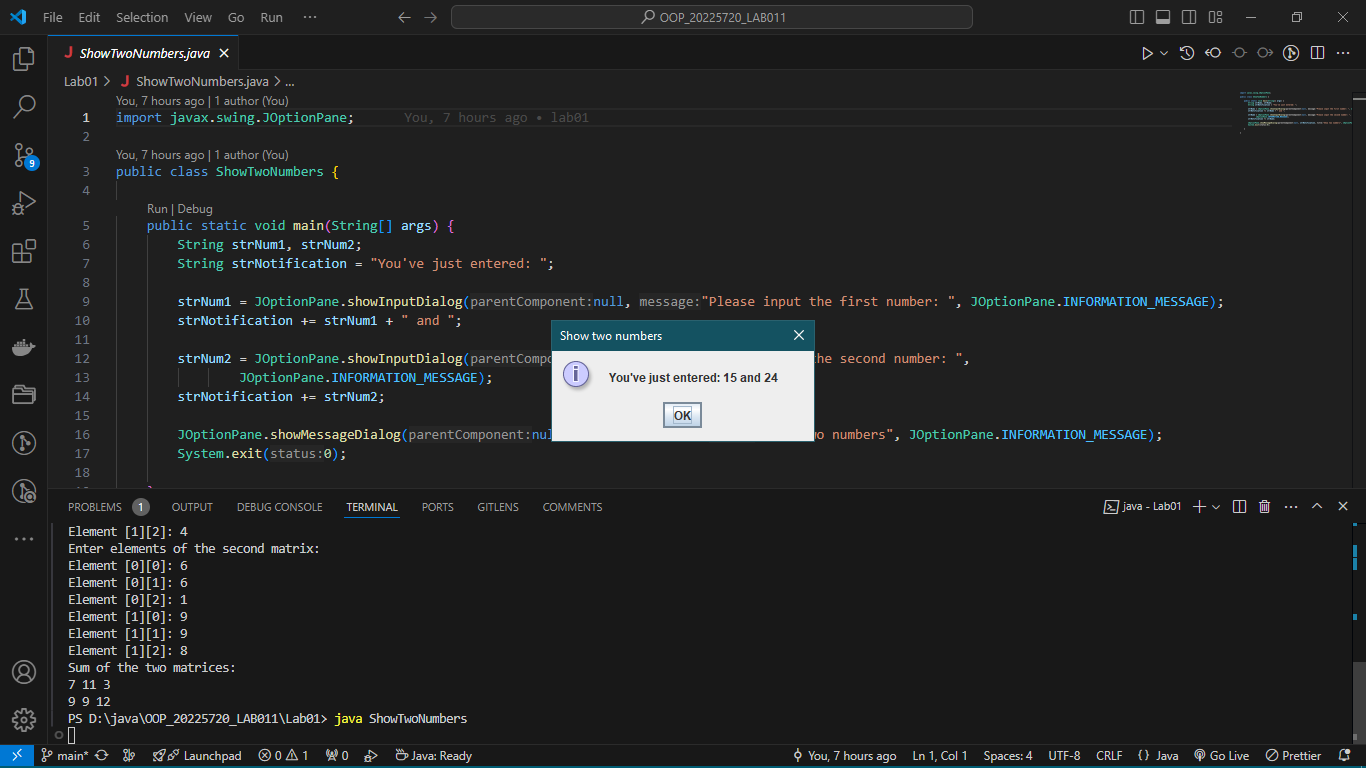 File Edit Selection View Go Run ··· OOP_20225720_LAB011
J ShowTwoNumbers.java
Lab01 > J ShowTwoNumbers.java > ...
You, 7 hours ago | 1 author (You)
1 import javax.swing.JOptionPane; You, 7 hours ago • lab01
2
You, 7 hours ago | 1 author (You)
3 public class ShowTwoNumbers {
4
Run | Debug
5 public static void main(String[] args) {
6 String strNum1, strNum2;
7 String strNotification = "You've just entered: ";
8
9 strNum1 = JOptionPane.showInputDialog(parentComponent:null, message:"Please input the first number: ", JOptionPane.INFORMATION_MESSAGE);
10 strNotification += strNum1 + " and ";
11
Show two numbers
12 strNum2 = JOptionPane.showInputDialog(parentCompo the second number: ",
13 JOptionPane.INFORMATION_MESSAGE);
You've just entered: 15 and 24
14 strNotification += strNum2;
15
OK
16 JOptionPane.showMessageDialog(parentComponent:nu wo numbers", JOptionPane.INFORMATION_MESSAGE);
17 System.exit(status:0);
18
9
PROBLEMS 1 OUTPUT DEBUG CONSOLE TERMINAL PORTS GITLENS COMMENTS java - Lab01
Element [1][2]: 4
Enter elements of the second matrix:
Element [0][0]: 6
Element [0][1]: 6
Element [0][2]: 1
Element [1][0]: 9
Element [1][1]: 9
Element [1][2]: 8
Sum of the two matrices:
7 11 3
9 9 12
PS D:\java\OOP_20225720_LAB011\Lab01> java ShowTwoNumbers
main* Launchpad 0 1 0 Java: Ready You, 7 hours ago Ln 1, Col 1 Spaces: 4 UTF-8 CRLF {} Java Go Live Prettier